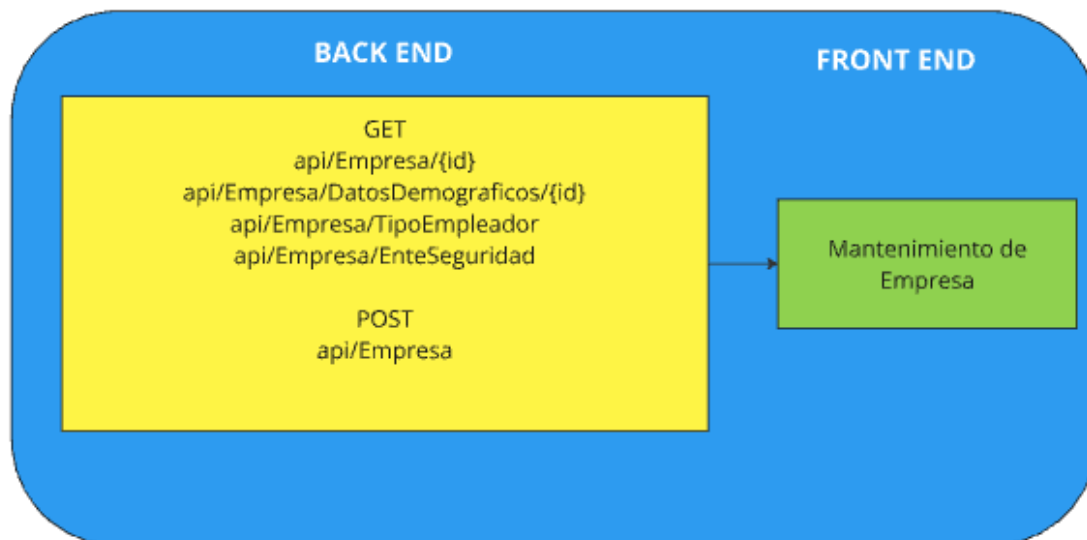 BACK END
FRONT END
GET
api/Empresa/{id}
api/Empresa/DatosDemograficos/{id}
api/Empresa/TipoEmpleador
api/Empresa/EnteSeguridad
POST
api/Empresa
Mantenimiento de
Empresa